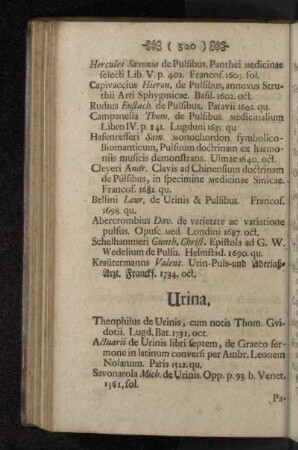 ( 520 )
Hercules Saxonia de Pulsibus, Panthei Medicinae
selecti Lib. V. p. 402. Francof. 1603. fol.
Capivaccius Hieron, de Pulsibus, annexus Stru-
thii Arti Sphygmicae. Basil. 1602. oct.
Rudius Eustach. de Pulsibus. Patavii 1602. qu.
Campanella Thom. de Pulsibus. Medicinalium
Libro IV. p. 141. Lugduni 1635. qu
Hafenrefferi Sam. Monochordon symbolico-
Biomanticum, Pulsuum doctrinam ex harmo-
niis musicis demonstrans. Ulmae 1640. oct.
Cleyeri Andr. Clavis ad Chinensium doctrinam
de Pulsibus, in specimine Medicinae Sinicae.
Francof. 1682. qu.
Bellini Laur, de Urinis & Pulsibus. Francof.
1698. qu.
Abercrombius Dav. de varietate ac variatione
pulsus. Opusc. med. Londini 1687. oct.
Schelhammeri Gunth. Christ. Epistola ad G. W.
Wedelium de Pulsu. Helmstad. 1690. qu.
Kraütermanns Valent. Urin-Puls-und Aderlaß-
Arzt. Franckf. 1734. oct.
Urina,
Theophilus de Urinis, cum notis Thom. Gvi-
dotii. Lugd. Bat. 1731. oct.
Actuarii de Urinis libri septem, de Graeco ser-
mone in latinum conversi per Ambr. Leonem
Nolanum. Paris 1522. qu.
Savonarola Mich. de Urinis. Opp. p. 93. b. Venet.
1561. fol.
Pa-